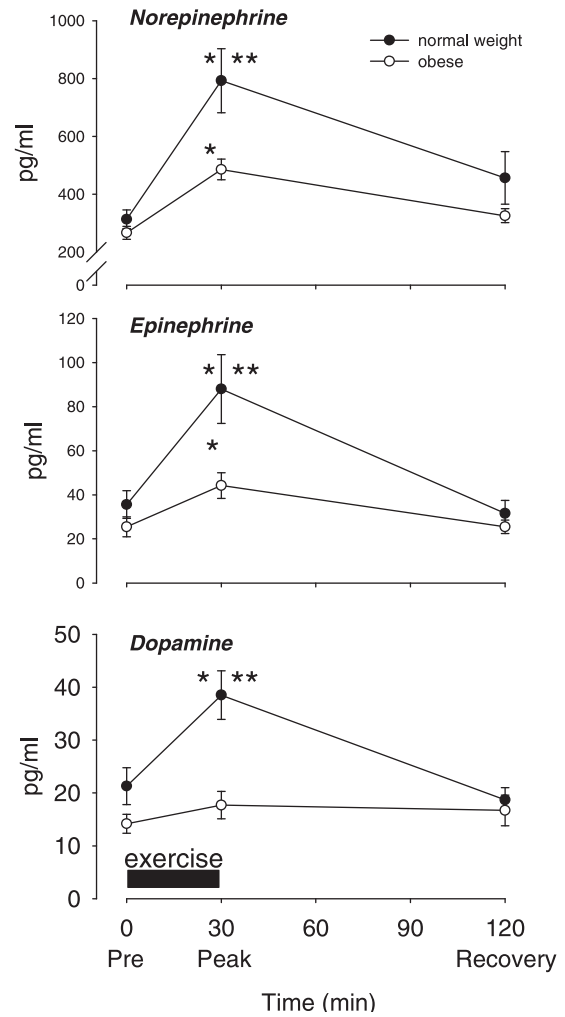 Norepinephrine
normal weight
obese
1000
800
600
400
200
0
pg/ml
* **
*
Epinephrine
120
100
80
60
40
20
0
pg/ml
* **
*
Dopamine
50
40
30
20
10
0
pg/ml
* **
exercise
0 30 60 90 120
Pre Peak Recovery
Time (min)